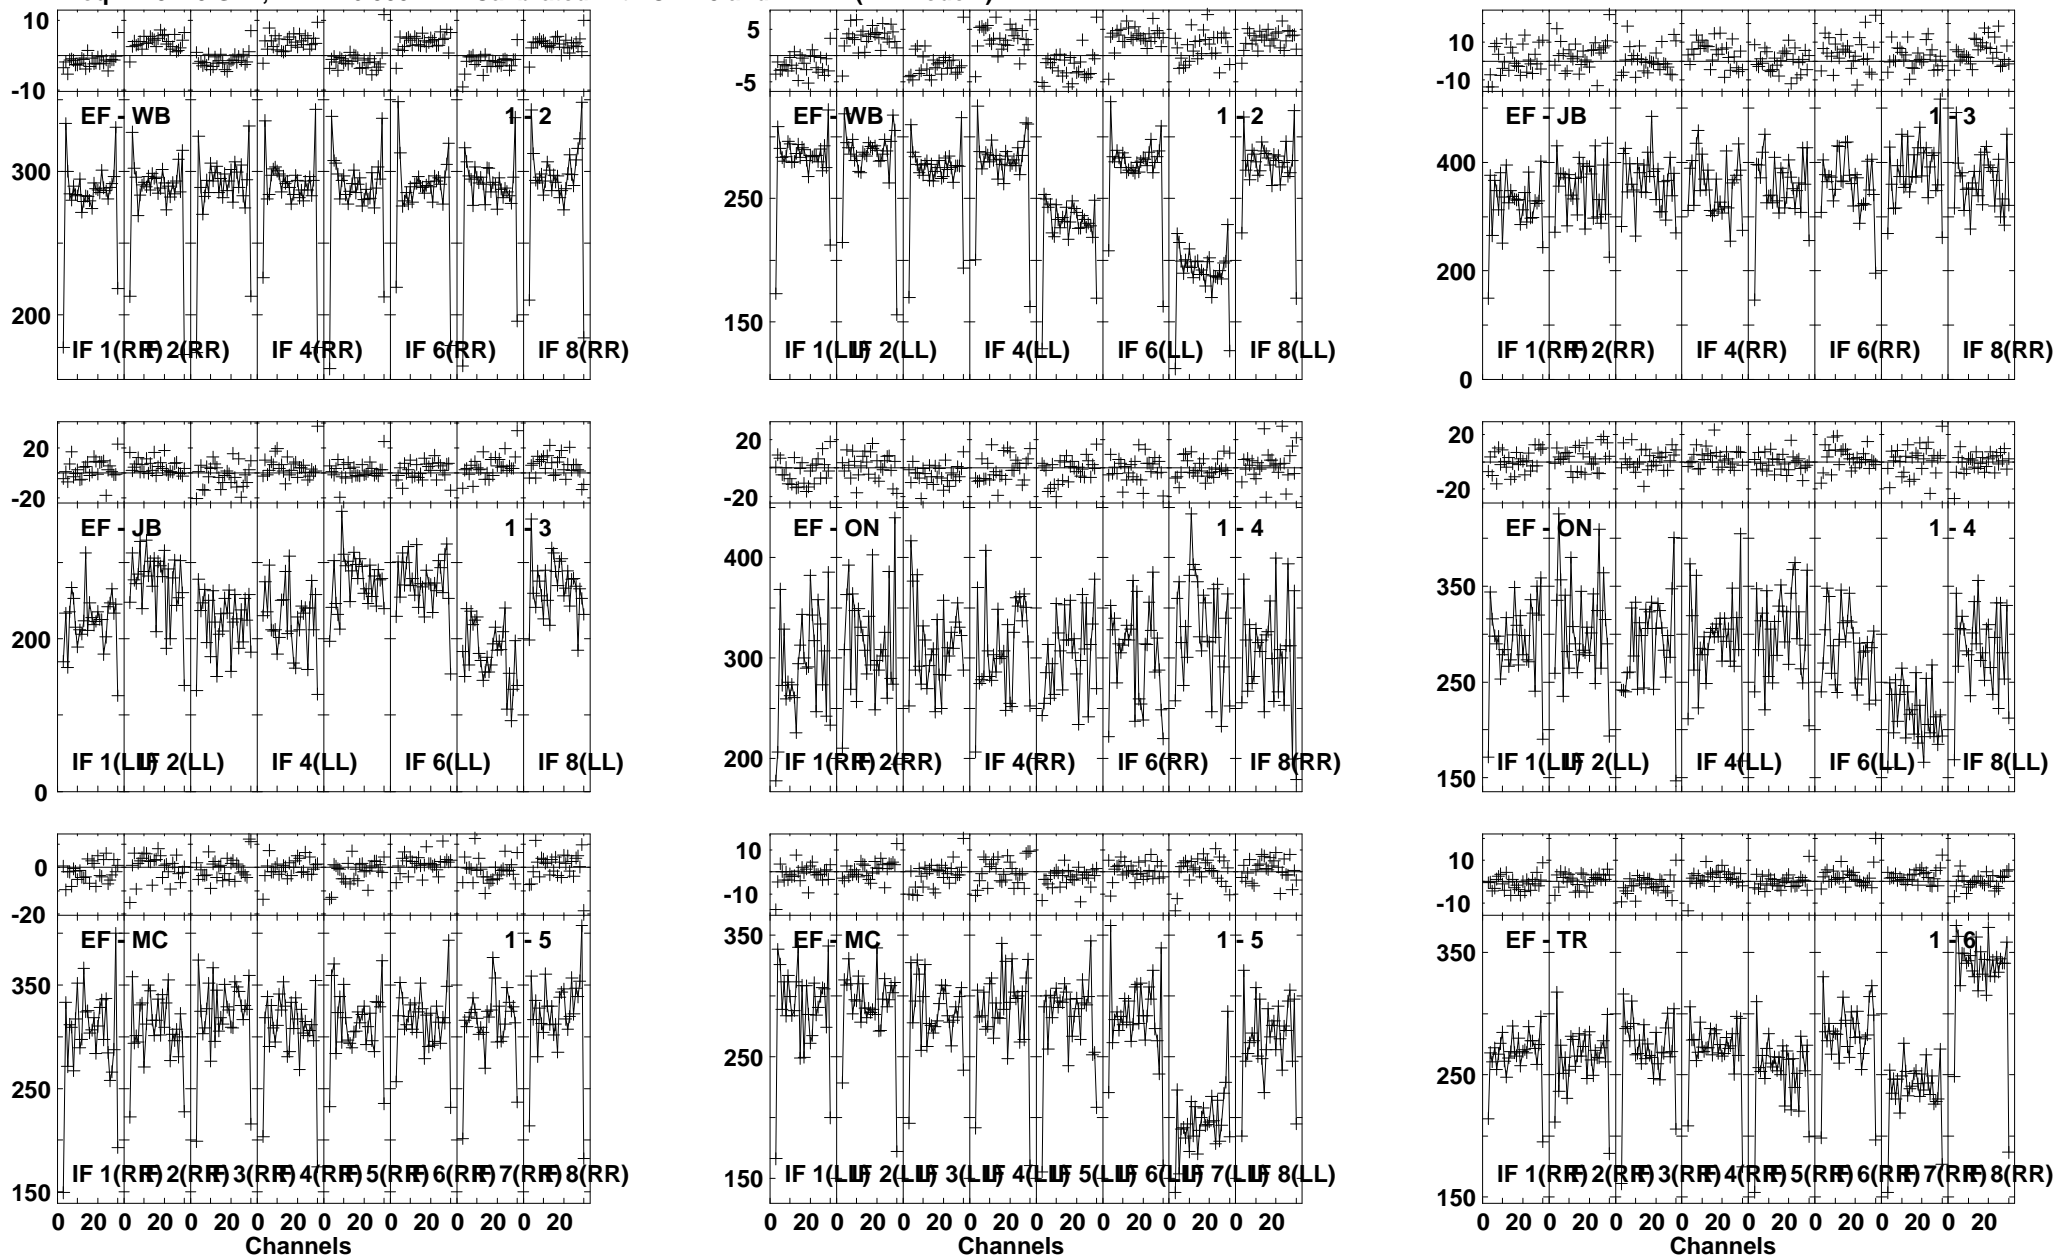 10
-10
EF - WB 1 - 2
300
200
IF 1(RR) IF 2(RR) IF 4(RR) IF 6(RR) IF 8(RR)
5
-5
EF - WB 1 - 2
250
150
IF 1(LL) IF 2(LL) IF 4(LL) IF 6(LL) IF 8(LL)
10
-10
EF - JB 1 - 3
400
200
0
IF 1(RR) IF 2(RR) IF 4(RR) IF 6(RR) IF 8(RR)
20
-20
EF - JB 1 - 3
200
0
IF 1(LL) IF 2(LL) IF 4(LL) IF 6(LL) IF 8(LL)
20
-20
EF - ON 1 - 4
400
300
200
IF 1(RR) IF 2(RR) IF 4(RR) IF 6(RR) IF 8(RR)
20
-20
EF - ON 1 - 4
350
250
150
IF 1(LL) IF 2(LL) IF 4(LL) IF 6(LL) IF 8(LL)
0
-20
EF - MC 1 - 5
350
250
150
IF 1(RR) IF 2(RR) IF 3(RR) IF 4(RR) IF 5(RR) IF 6(RR) IF 7(RR) IF 8(RR)
0 20 0 20 0 20 0 20 0 20 0 20 0 20 0 20
Channels
10
-10
EF - MC 1 - 5
350
250
150
IF 1(LL) IF 2(LL) IF 3(LL) IF 4(LL) IF 5(LL) IF 6(LL) IF 7(LL) IF 8(LL)
0 20 0 20 0 20 0 20 0 20 0 20 0 20 0 20
Channels
10
-10
EF - TR 1 - 6
350
250
150
IF 1(RR) IF 2(RR) IF 3(RR) IF 4(RR) IF 5(RR) IF 6(RR) IF 7(RR) IF 8(RR)
0 20 0 20 0 20 0 20 0 20 0 20 0 20 0 20
Channels